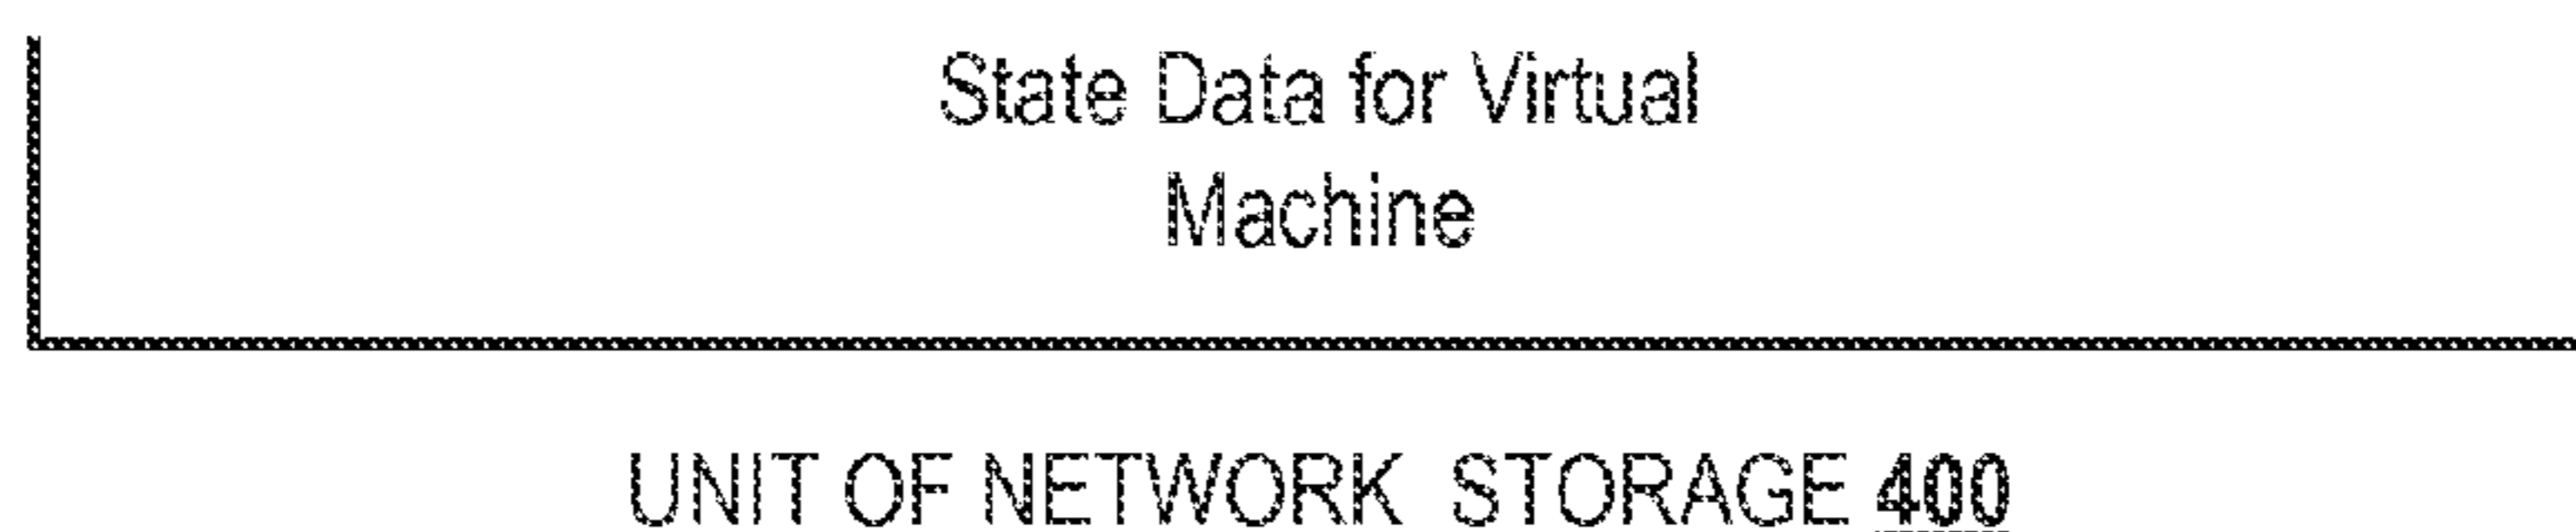 State Data for Virtual
Machine
UNIT OF NETWORK STORAGE 400